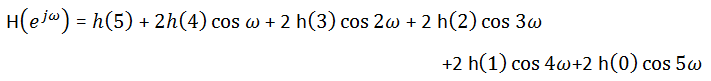 H(e^{jω}) = h(5) + 2h(4) cos ω + 2 h(3) cos 2ω + 2 h(2) cos 3ω
+2 h(1) cos 4ω+2 h(0) cos 5ω